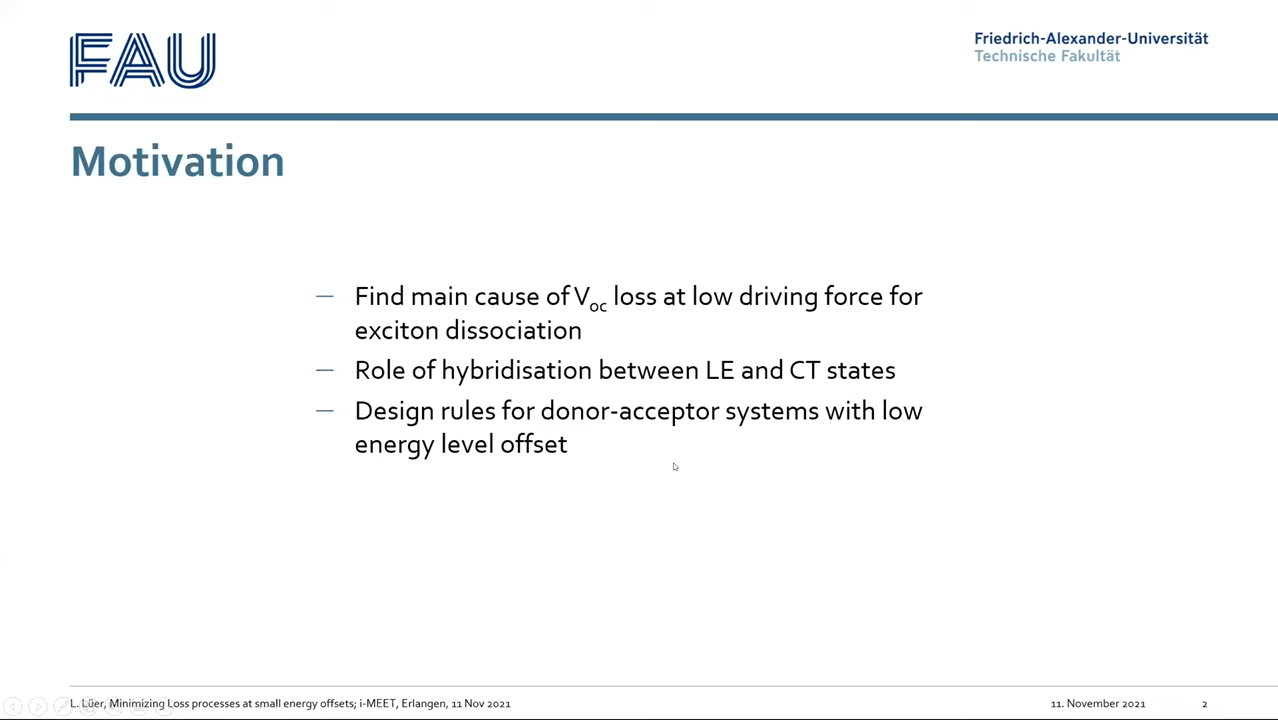 FAU
Friedrich-Alexander-Universität
Technische Fakultät
Motivation
— Find main cause of Voc loss at low driving force for
exciton dissociation
— Role of hybridisation between LE and CT states
— Design rules for donor-acceptor systems with low
energy level offset
L. Lüer, Minimizing Loss processes at small energy offsets; i-MEET, Erlangen, 11 Nov 2021
11. November 2021
2